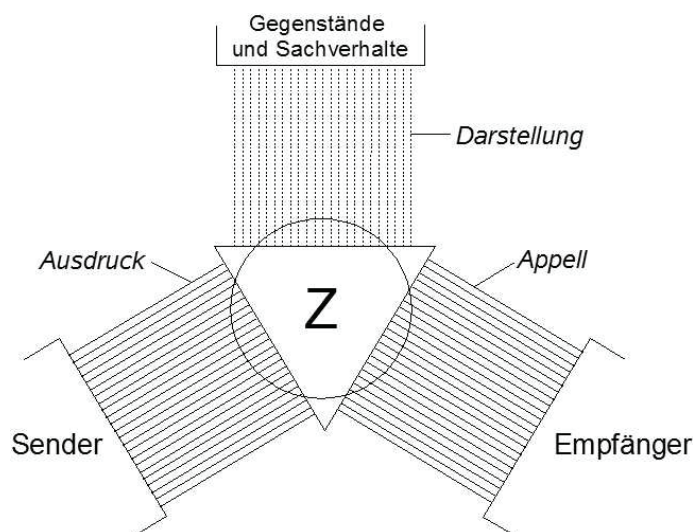 Gegenstände
und Sachverhalte
Darstellung
Ausdruck
Appell
Z
Sender
Empfänger